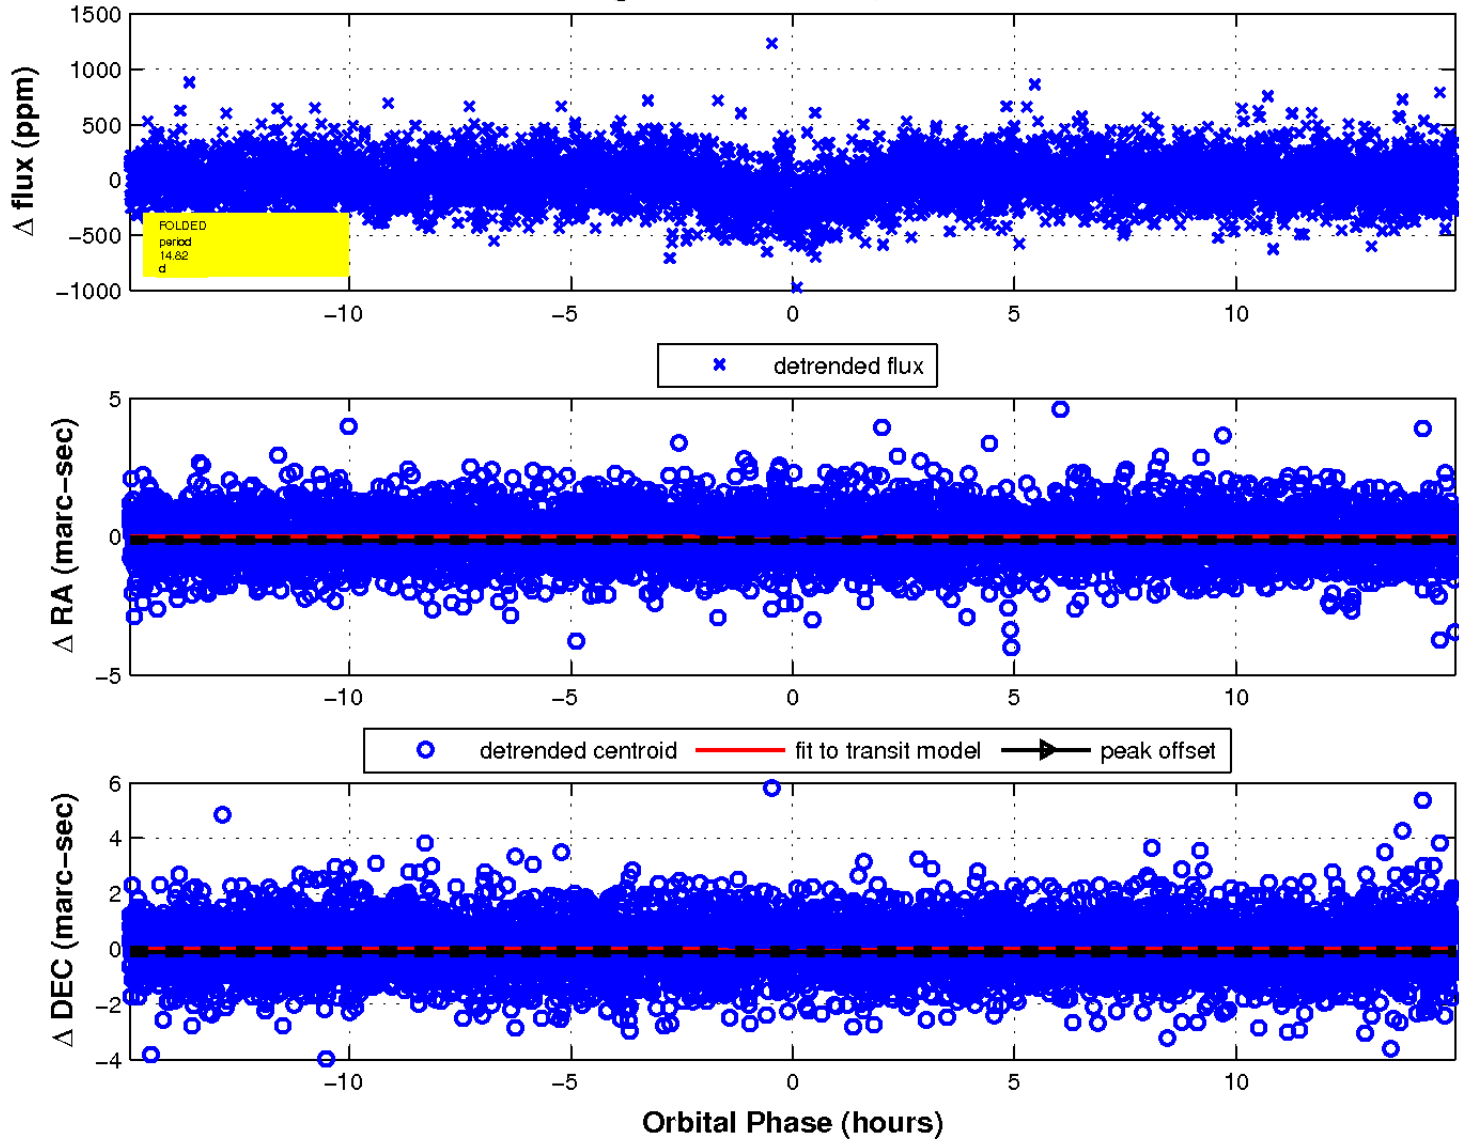 1500
1000
500
0
−500
−1000
Δ flux (ppm)
FOLDED
period
14.82
d
−10 −5 0 5 10
detrended flux
5
0
−5
Δ RA (marc−sec)
−10 −5 0 5 10
detrended centroid fit to transit model peak offset
6
4
2
0
−2
−4
Δ DEC (marc−sec)
−10 −5 0 5 10
Orbital Phase (hours)